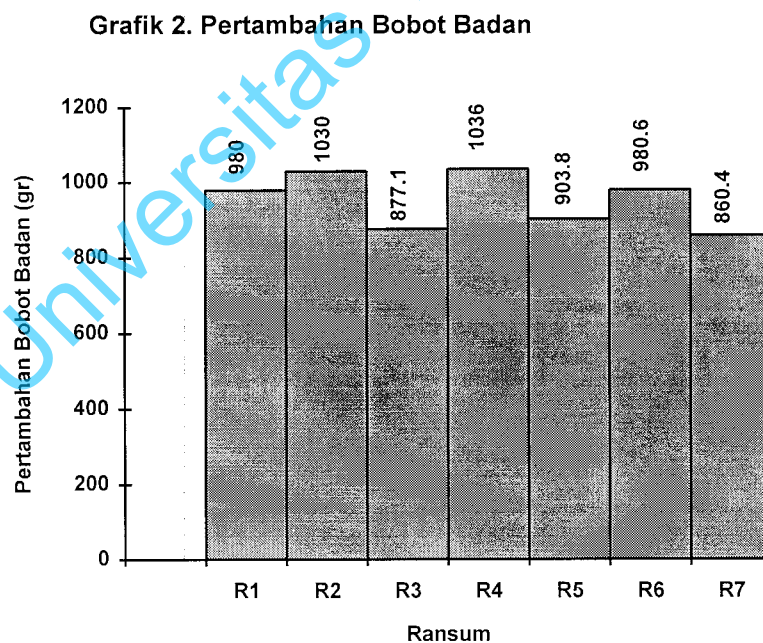 Grafik 2. Pertambahan Bobot Badan
Universitas
Pertambahan Bobot Badan (gr)
1200
1000
800
600
400
200
0
980
1030
877.1
1036
903.8
980.6
860.4
R1 R2 R3 R4 R5 R6 R7
Ransum